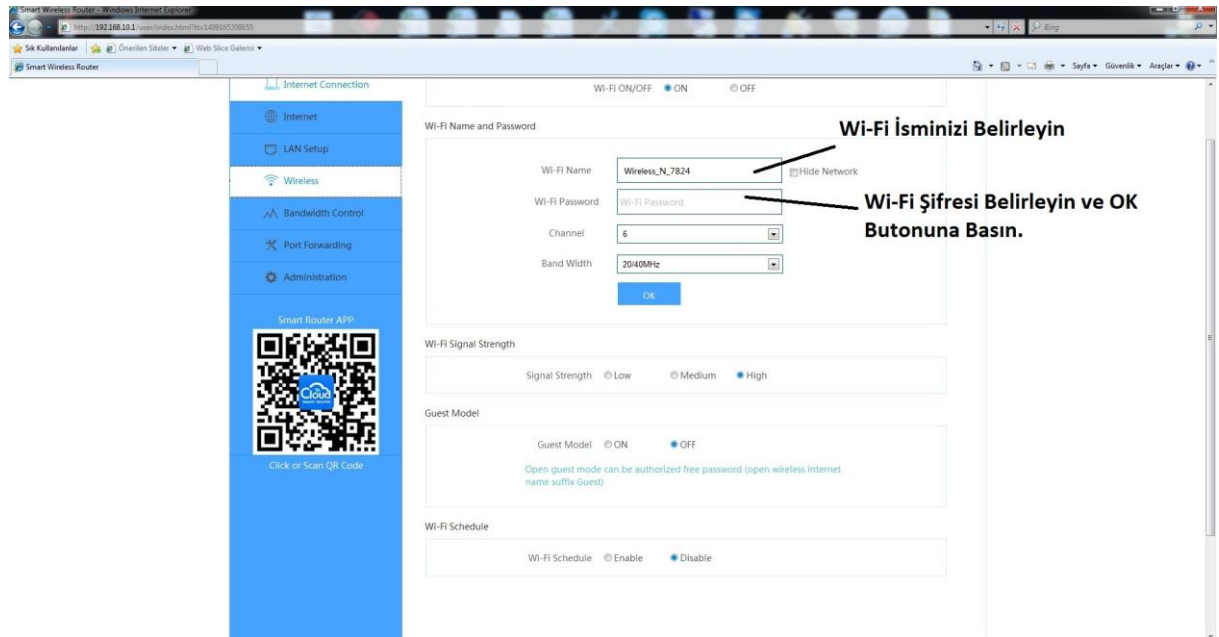 Smart Wireless Router - Windows Internet Explorer
http://192.168.10.1/user/index.html?tt=1499165308655
Bing
Sık Kullanılanlar Önerilen Siteler Web Slice Galerisi
Smart Wireless Router
Sayfa Güvenlik Araçlar
Internet Connection
Internet
LAN Setup
Wireless
Bandwidth Control
Port Forwarding
Administration
Smart Router APP
Cloud
Click or Scan QR Code
Wi-Fi ON/OFF ON OFF
Wi-Fi Name and Password
Wi-Fi İsminizi Belirleyin
Wi-Fi Name Wireless_N_7824 Hide Network
Wi-Fi Password Wi-Fi Password
Wi-Fi Şifresi Belirleyin ve OK
Butonuna Basın.
Channel 6
Band Width 20/40MHz
OK
Wi-Fi Signal Strength
Signal Strength Low Medium High
Guest Model
Guest Model ON OFF
Open guest mode can be authorized free password (open wireless internet
name suffix Guest)
Wi-Fi Schedule
Wi-Fi Schedule Enable Disable